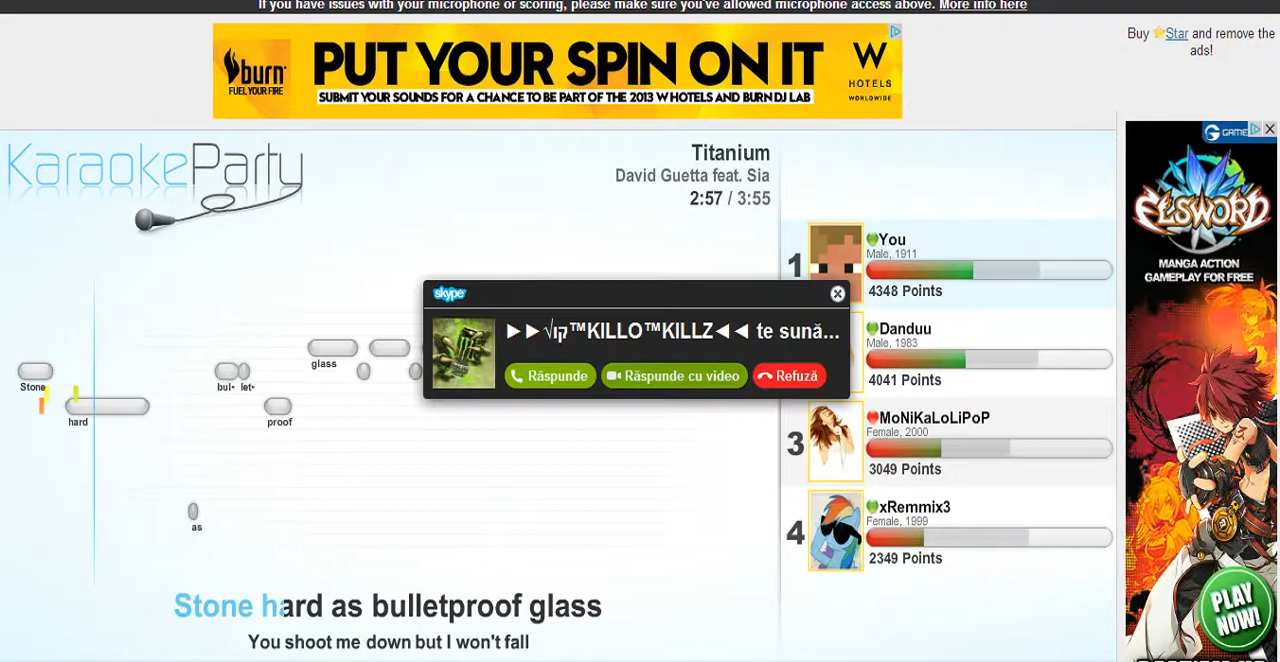 If you have issues with your microphone or scoring, please make sure you've allowed microphone access above. More info here
burn
FUEL YOUR FIRE
PUT YOUR SPIN ON IT
SUBMIT YOUR SOUNDS FOR A CHANCE TO BE PART OF THE 2013 W HOTELS AND BURN DJ LAB
W
HOTELS
WORLDWIDE
Buy Star and remove the
ads!
KaraokeParty
Titanium
David Guetta feat. Sia
2:57 / 3:55
1
You
Male, 1911
4348 Points
Danduu
Male, 1983
4041 Points
3
MoNiKaLoLiPoP
Female, 2000
3049 Points
4
xRemmix3
Female, 1999
2349 Points
skype
►►√קו™KILLO™KILLZ◄◄ te sună...
Răspunde
Răspunde cu video
Refuză
Stone
hard
as
bul-
let-
proof
glass
Stone hard as bulletproof glass
You shoot me down but I won't fall
GAME
ELSWORD
MANGA ACTION
GAMEPLAY FOR FREE
PLAY
NOW!